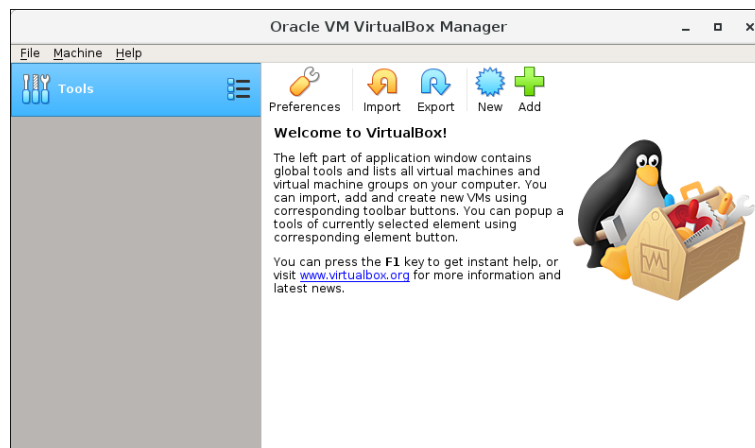 Oracle VM VirtualBox Manager
File Machine Help
Tools
Preferences Import Export New Add
Welcome to VirtualBox!
The left part of application window contains
global tools and lists all virtual machines and
virtual machine groups on your computer. You
can import, add and create new VMs using
corresponding toolbar buttons. You can popup a
tools of currently selected element using
corresponding element button.
You can press the F1 key to get instant help, or
visit www.virtualbox.org for more information and
latest news.